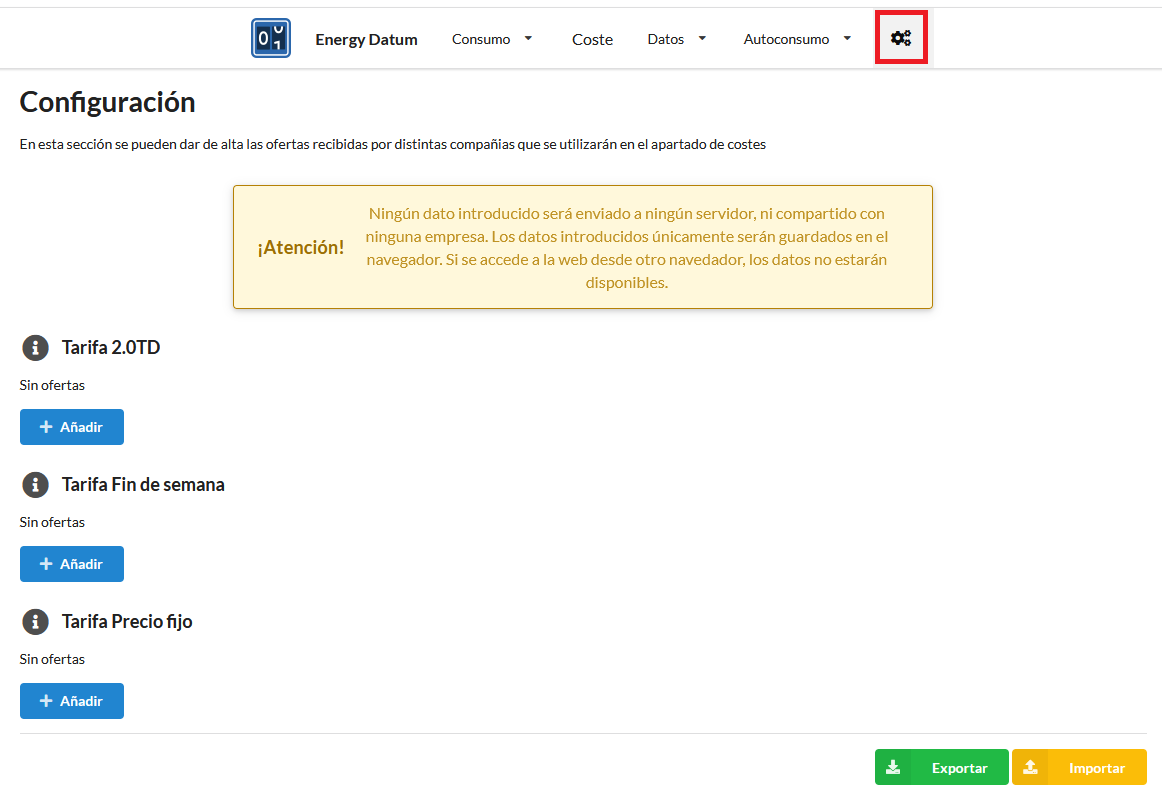 Energy Datum
Consumo
Coste
Datos
Autoconsumo
Configuración
En esta sección se pueden dar de alta las ofertas recibidas por distintas compañias que se utilizarán en el apartado de costes
¡Atención!
Ningún dato introducido será enviado a ningún servidor, ni compartido con
ninguna empresa. Los datos introducidos únicamente serán guardados en el
navegador. Si se accede a la web desde otro navedador, los datos no estarán
disponibles.
Tarifa 2.0TD
Sin ofertas
Añadir
Tarifa Fin de semana
Sin ofertas
Añadir
Tarifa Precio fijo
Sin ofertas
Añadir
Exportar
Importar